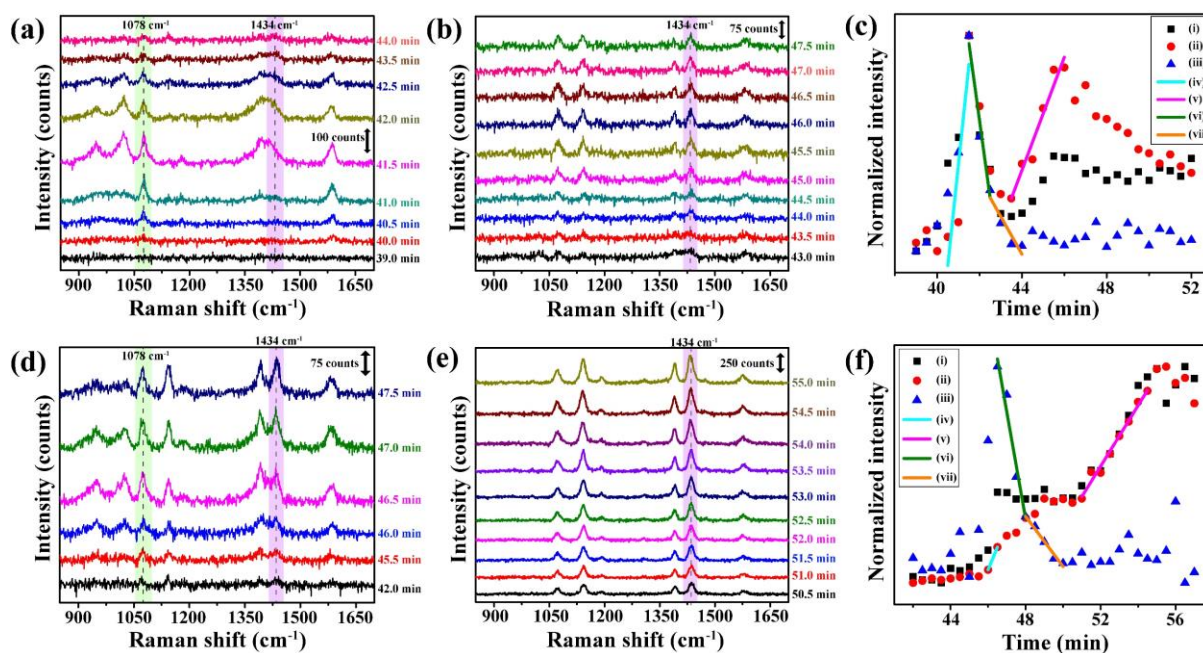 (a)
1078 cm⁻¹
1434 cm⁻¹
44.0 min
43.5 min
42.5 min
42.0 min
100 counts
41.5 min
41.0 min
40.5 min
40.0 min
39.0 min
Intensity (counts)
900 1050 1200 1350 1500 1650
Raman shift (cm⁻¹)
(b)
1434 cm⁻¹
75 counts
47.5 min
47.0 min
46.5 min
46.0 min
45.5 min
45.0 min
44.5 min
44.0 min
43.5 min
43.0 min
Intensity (counts)
900 1050 1200 1350 1500 1650
Raman shift (cm⁻¹)
(c)
(i)
(ii)
(iii)
(iv)
(v)
(vi)
(vii)
Normalized intensity
40 44 48 52
Time (min)
(d)
1078 cm⁻¹
1434 cm⁻¹
75 counts
47.5 min
47.0 min
46.5 min
46.0 min
45.5 min
42.0 min
Intensity (counts)
900 1050 1200 1350 1500 1650
Raman shift (cm⁻¹)
(e)
1434 cm⁻¹
250 counts
55.0 min
54.5 min
54.0 min
53.5 min
53.0 min
52.5 min
52.0 min
51.5 min
51.0 min
50.5 min
Intensity (counts)
900 1050 1200 1350 1500 1650
Raman shift (cm⁻¹)
(f)
(i)
(ii)
(iii)
(iv)
(v)
(vi)
(vii)
Normalized intensity
44 48 52 56
Time (min)